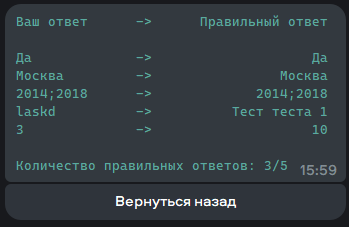 Ваш ответ -> Правильный ответ
Да -> Да
Москва -> Москва
2014;2018 -> 2014;2018
laskd -> Тест теста 1
3 -> 10
Количество правильных ответов: 3/5
15:59
Вернуться назад